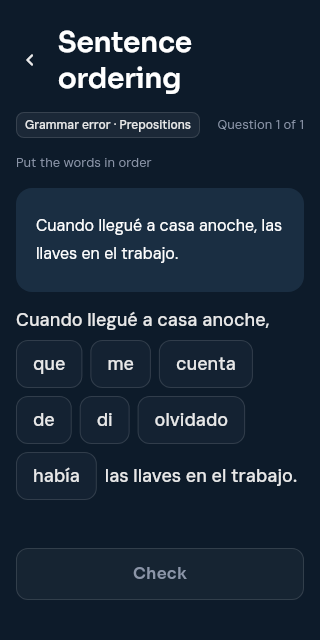 Sentence
ordering
Grammar error · Prepositions
Question 1 of 1
Put the words in order
Cuando llegué a casa anoche, las
llaves en el trabajo.
Cuando llegué a casa anoche,
que me cuenta
de di olvidado
había las llaves en el trabajo.
Check